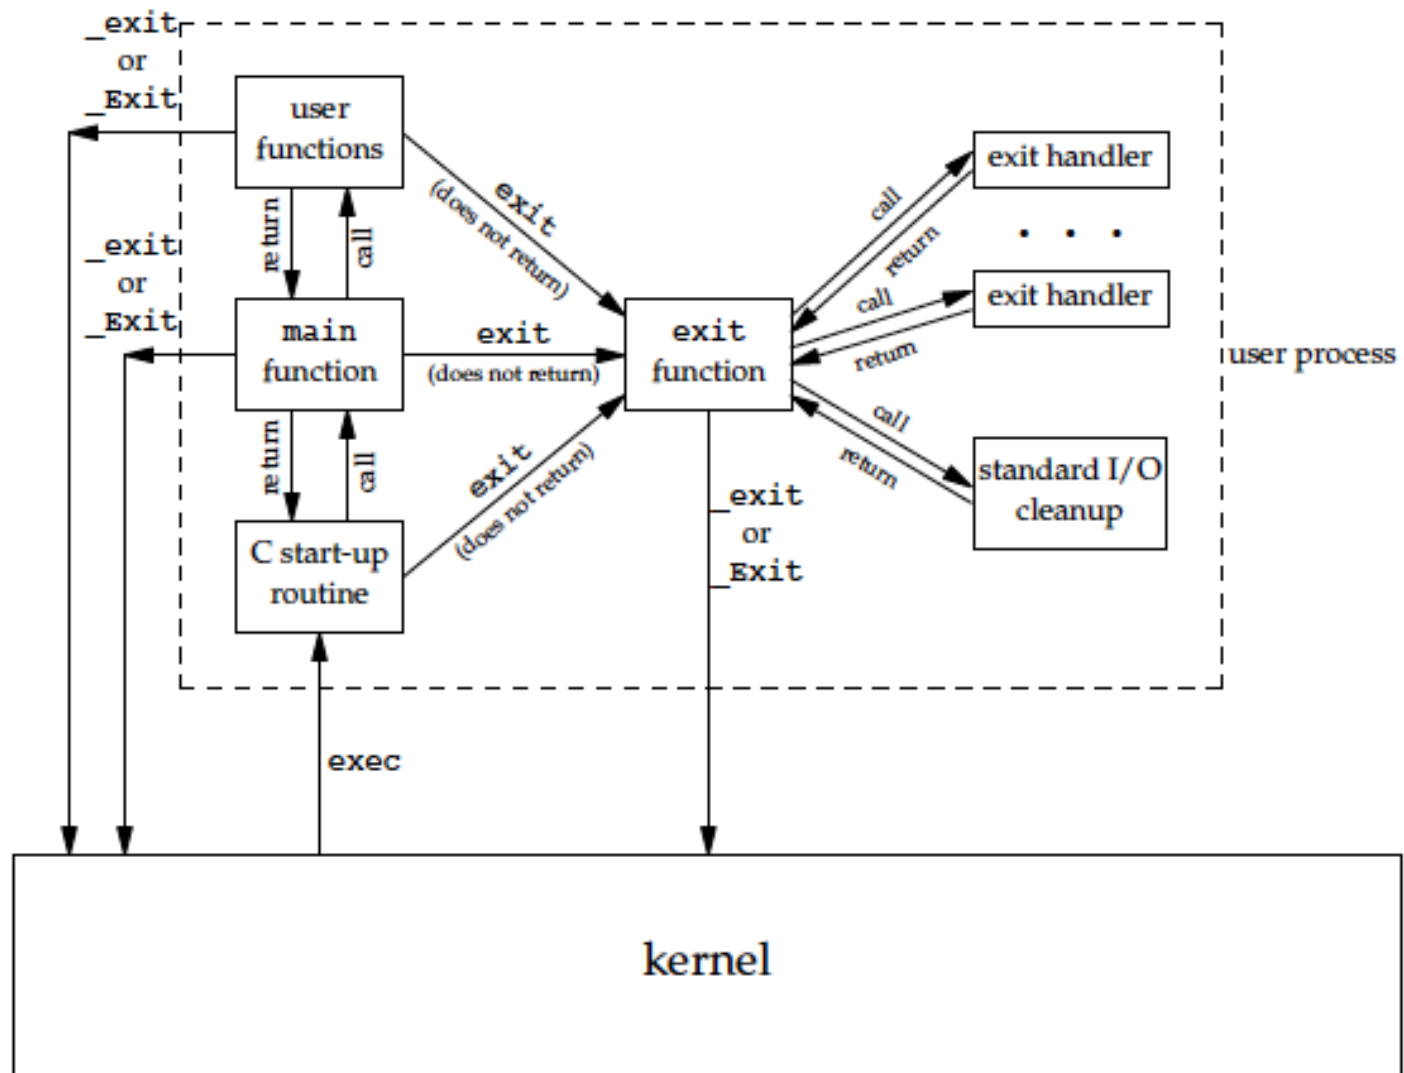 _exit
or
_Exit
user
functions
return
call
exit
(does not return)
call
return
exit handler
. . .
_exit
or
_Exit
main
function
exit
(does not return)
exit
function
call
return
exit handler
user process
return
call
exit
(does not return)
call
return
standard I/O
cleanup
C start-up
routine
_exit
or
_Exit
exec
kernel